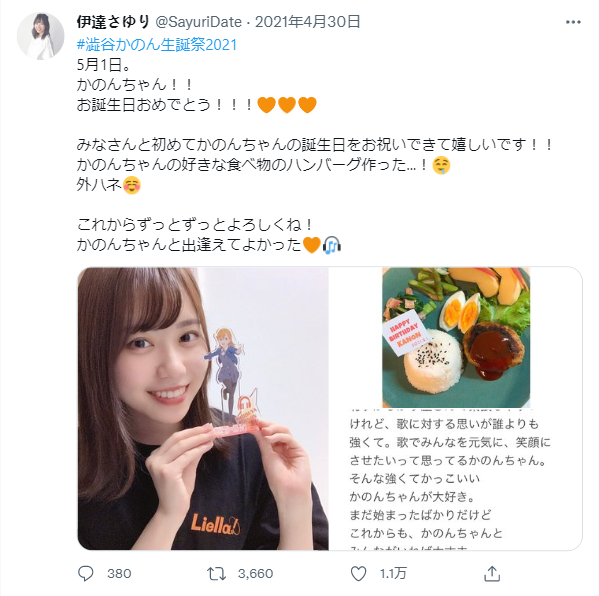 伊達さゆり @SayuriDate · 2021年4月30日
#澁谷かのん生誕祭2021
5月1日。
かのんちゃん！！
お誕生日おめでとう！！！🧡🧡🧡
みなさんと初めてかのんちゃんの誕生日をお祝いできて嬉しいです！！
かのんちゃんの好きな食べ物のハンバーグ作った...！🤤
外ハネ☺️
これからずっとずっとよろしくね！
かのんちゃんと出逢えてよかった🧡🎧
Liella!
HAPPY
BIRTHDAY
KANON
けれど、歌に対する思いが誰よりも
強くて。歌でみんなを元気に、笑顔に
させたいって思ってるかのんちゃん。
そんな強くてかっこいい
かのんちゃんが大好き。
まだ始まったばかりだけど
これからも、かのんちゃんと
380
3,660
1.1万